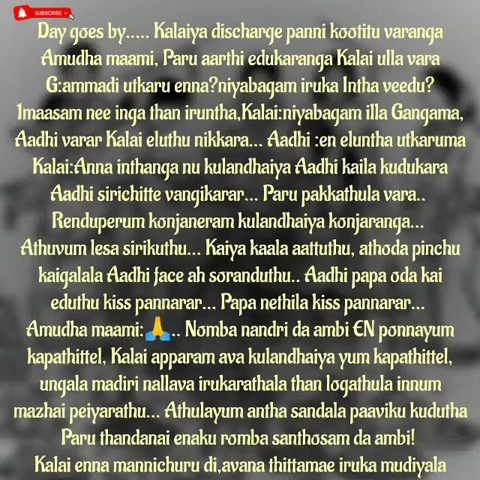 SUBSCRIBE
Day goes by..... Kalaiya discharge panni kootitu varanga
Amudha maami, Paru aarthi edukaranga Kalai ulla vara
G:ammadi utkaru enna?niyabagam iruka Intha veedu?
1maasam nee inga than iruntha,Kalai:niyabagam illa Gangama,
Aadhi varar Kalai eluthu nikkara... Aadhi :en eluntha utkaruma
Kalai:Anna inthanga nu kulandhaiya Aadhi kaila kudukara
Aadhi sirichitte vangikarar... Paru pakkathula vara..
Renduperum konjaneram kulandhaiya konjaranga...
Athuvum lesa sirikuthu... Kaiya kaala aattuthu, athoda pinchu
kaigalala Aadhi face ah soranduthu.. Aadhi papa oda kai
eduthu kiss pannarar... Papa nethila kiss pannarar...
Amudha maami:🙏.. Nomba nandri da ambi EN ponnayum
kapathittel, Kalai apparam ava kulandhaiya yum kapathittel,
ungala madiri nallava irukarathala than logathula innum
mazhai peiyarathu... Athulayum antha sandala paaviku kudutha
Paru thandanai enaku romba santhosam da ambi!
Kalai enna mannichuru di,avana thittamae iruka mudiyala